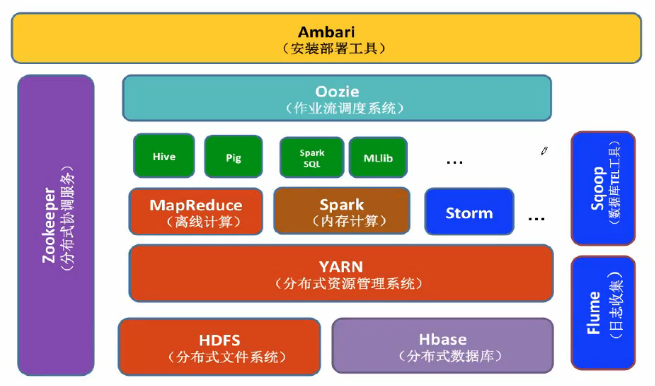 Ambari
（安装部署工具）
Zookeeper
（分布式协调服务）
Oozie
（作业流调度系统）
Hive
Pig
Spark
SQL
MLlib
...
MapReduce
（离线计算）
Spark
（内存计算）
Storm
...
YARN
（分布式资源管理系统）
HDFS
（分布式文件系统）
Hbase
（分布式数据库）
Sqoop
（数据库TEL工具）
Flume
（日志收集）